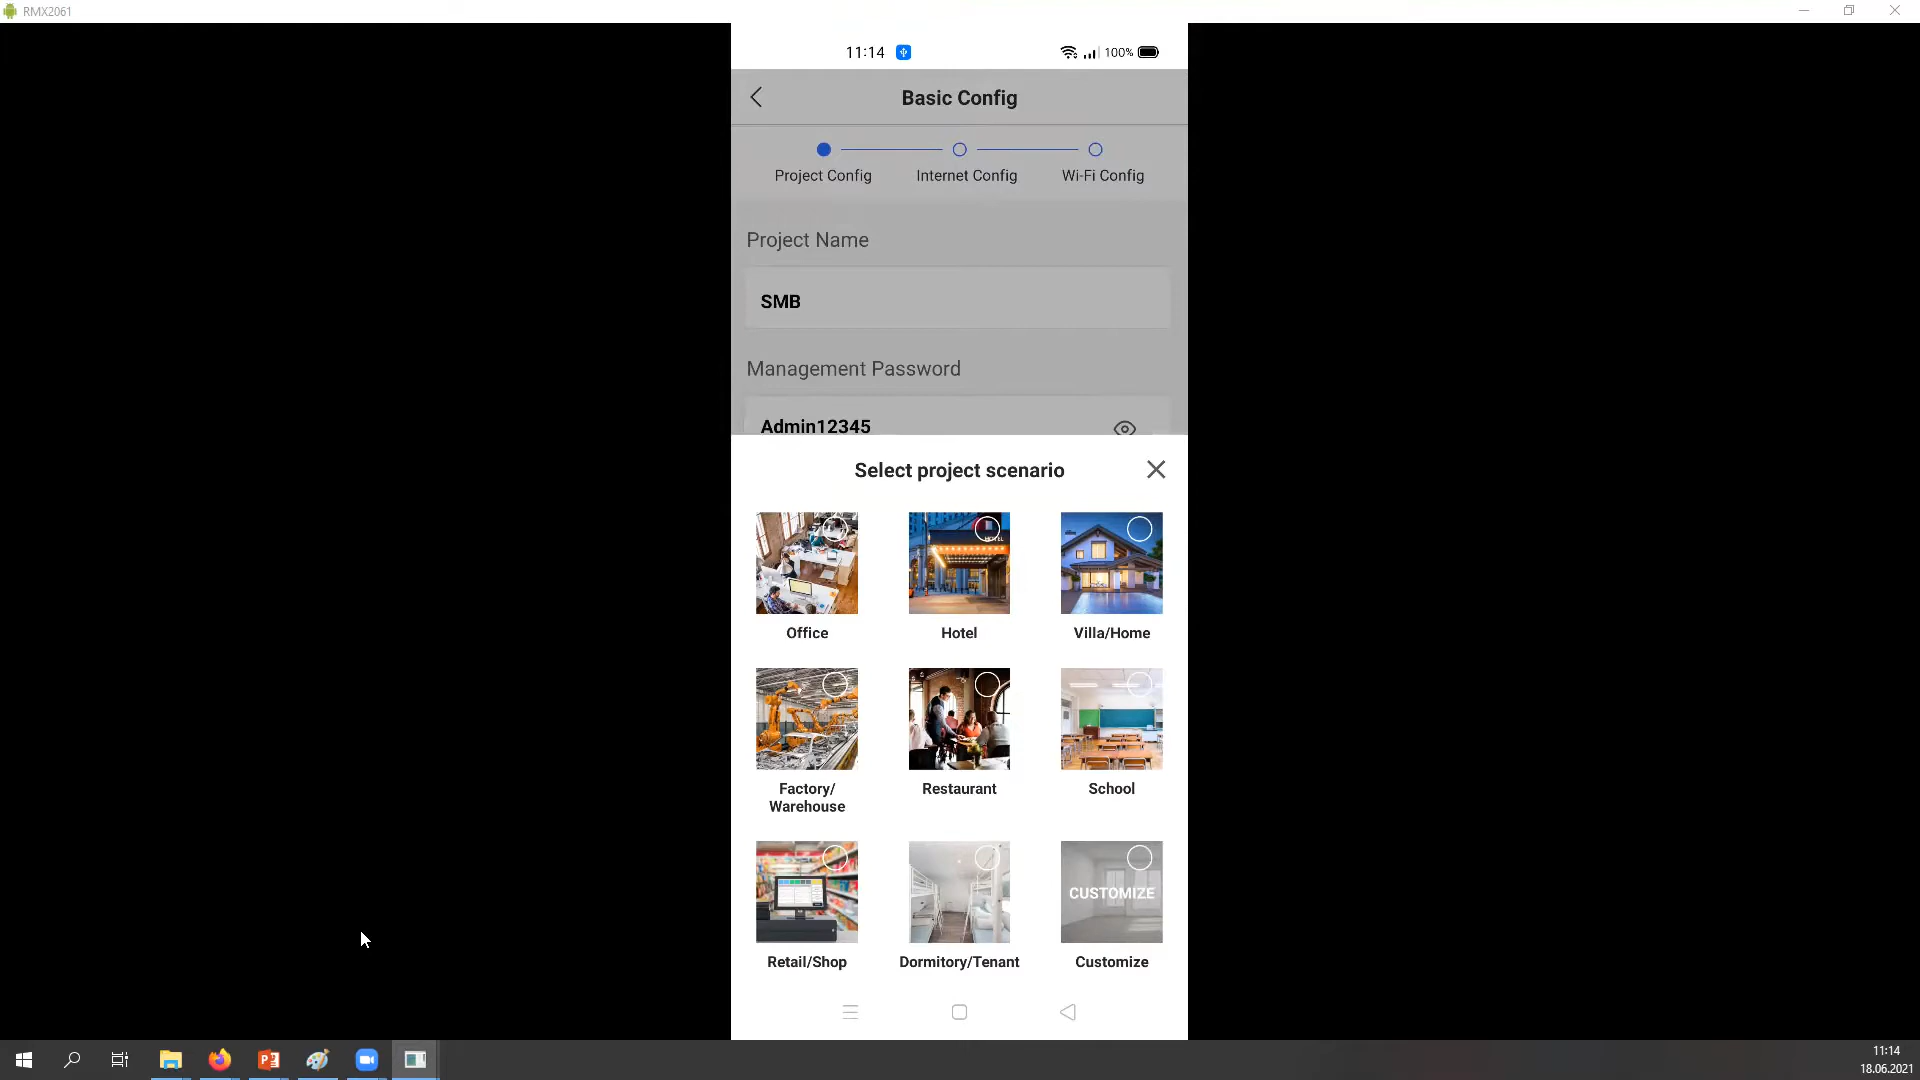 RMX2061
11:14
100%
Basic Config
Project Config
Internet Config
Wi-Fi Config
Project Name
SMB
Management Password
Admin12345
Select project scenario
HOTEL
Office
Hotel
Villa/Home
Factory/
Warehouse
Restaurant
School
CUSTOMIZE
Retail/Shop
Dormitory/Tenant
Customize
11:14
18.06.2021